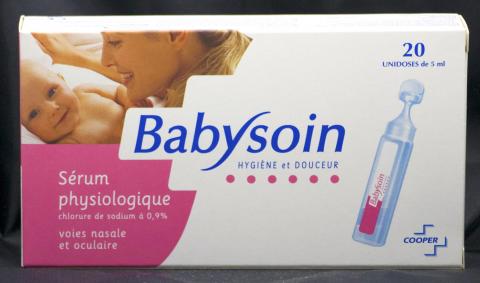 20
UNIDOSES de 5 ml
Babysoin
HYGIÈNE et DOUCEUR
Sérum
physiologique
chlorure de sodium à 0,9%
voies nasale
et oculaire
Babysoin
COOPER